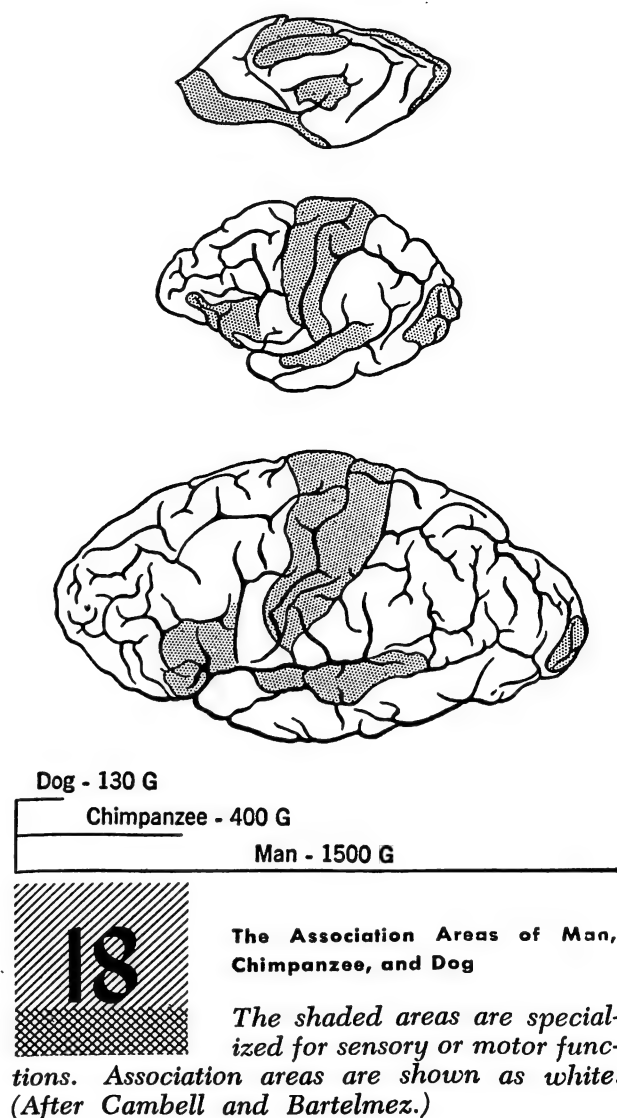 Dog - 130 G
Chimpanzee - 400 G
Man - 1500 G
18
The Association Areas of Man,
Chimpanzee, and Dog
The shaded areas are special-
ized for sensory or motor func-
tions. Association areas are shown as white.
(After Cambell and Bartelmez.)